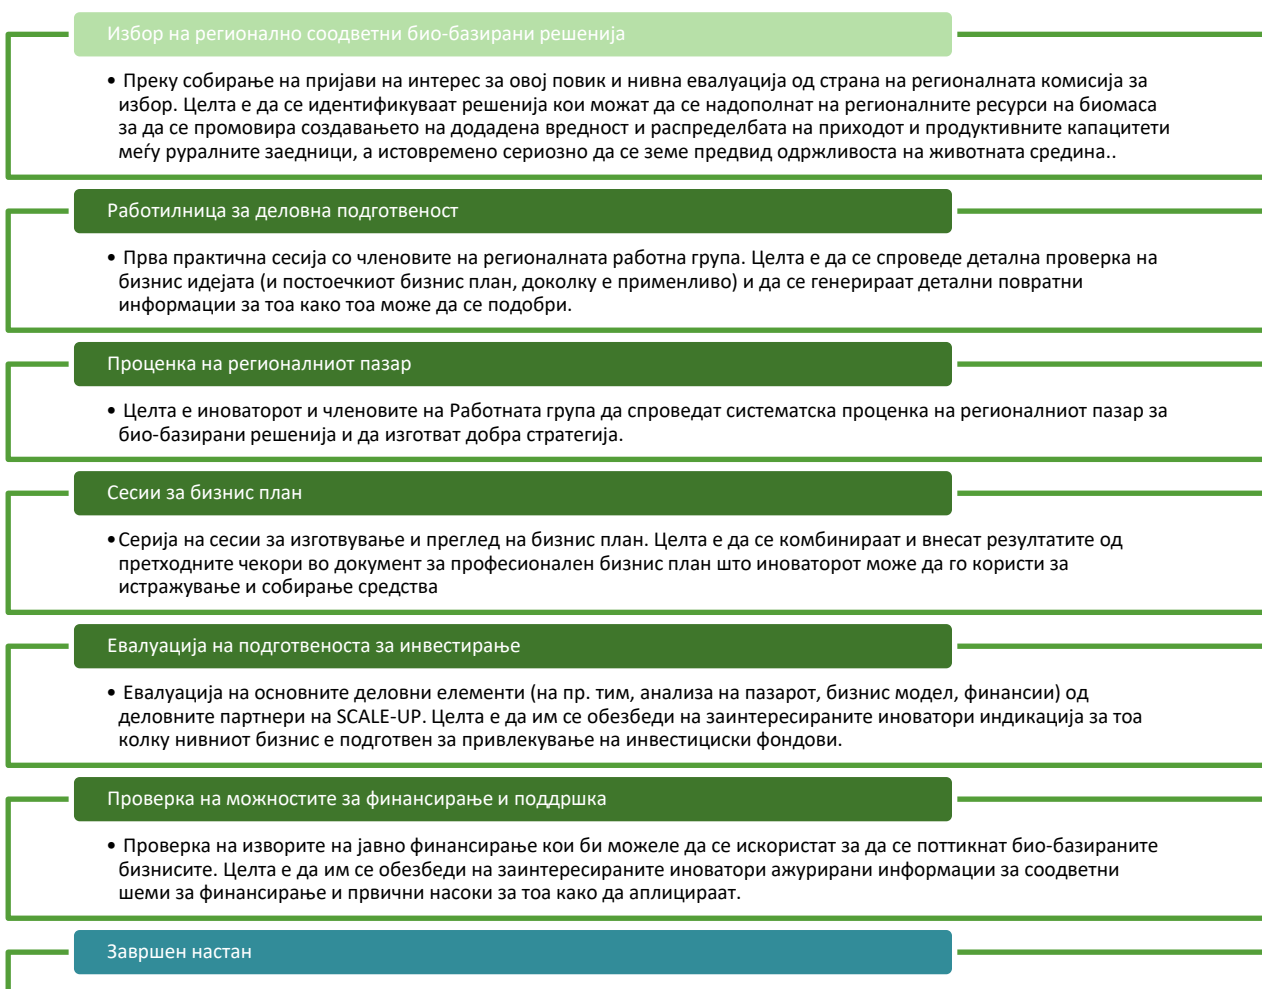 Избор на регионално соодветни био-базирани решенија
• Преку собирање на пријави на интерес за овој повик и нивна евалуација од страна на регионалната комисија за
избор. Целта е да се идентификуваат решенија кои можат да се надополнат на регионалните ресурси на биомаса
за да се промовира создавањето на додадена вредност и распределбата на приходот и продуктивните капацитети
меѓу руралните заедници, а истовремено сериозно да се земе предвид одржливоста на животната средина..
Работилница за деловна подготвеност
• Прва практична сесија со членовите на регионалната работна група. Целта е да се спроведе детална проверка на
бизнис идејата (и постоечкиот бизнис план, доколку е применливо) и да се генерираат детални повратни
информации за тоа како тоа може да се подобри.
Проценка на регионалниот пазар
• Целта е иноваторот и членовите на Работната група да спроведат систематска проценка на регионалниот пазар за
био-базирани решенија и да изготват добра стратегија.
Сесии за бизнис план
• Серија на сесии за изготвување и преглед на бизнис план. Целта е да се комбинираат и внесат резултатите од
претходните чекори во документ за професионален бизнис план што иноваторот може да го користи за
истражување и собирање средства
Евалуација на подготвеноста за инвестирање
• Евалуација на основните деловни елементи (на пр. тим, анализа на пазарот, бизнис модел, финансии) од
деловните партнери на SCALE-UP. Целта е да им се обезбеди на заинтересираните иноватори индикација за тоа
колку нивниот бизнис е подготвен за привлекување на инвестициски фондови.
Проверка на можностите за финансирање и поддршка
• Проверка на изворите на јавно финансирање кои би можеле да се искористат за да се поттикнат био-базираните
бизнисите. Целта е да им се обезбеди на заинтересираните иноватори ажурирани информации за соодветни
шеми за финансирање и првични насоки за тоа како да аплицираат.
Завршен настан